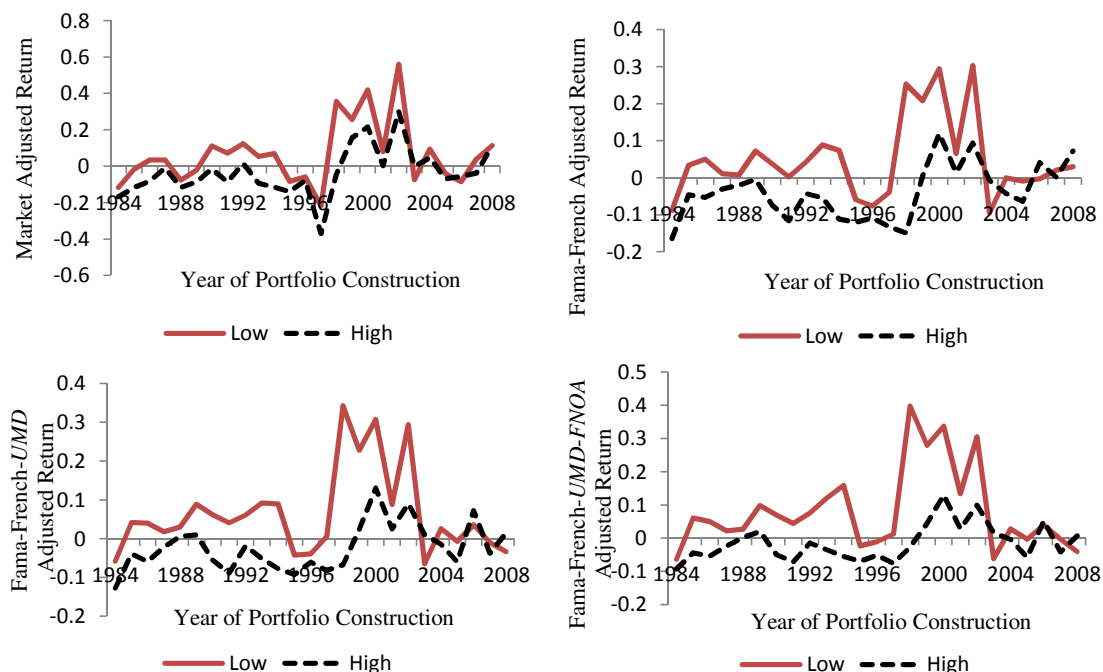 Market Adjusted Return
0.8
0.6
0.4
0.2
0
-0.2
-0.4
-0.6
1984 1988 1992 1996 2000 2004 2008
Year of Portfolio Construction
Low High
Fama-French Adjusted Return
0.4
0.3
0.2
0.1
0
-0.1
-0.2
1984 1988 1992 1996 2000 2004 2008
Year of Portfolio Construction
Low High
Fama-French-UMD
Adjusted Return
0.4
0.3
0.2
0.1
0
-0.1
-0.2
1984 1988 1992 1996 2000 2004 2008
Year of Portfolio Construction
Low High
Fama-French-UMD-FNOA
Adjusted Return
0.5
0.4
0.3
0.2
0.1
0
-0.1
-0.2
1984 1988 1992 1996 2000 2004 2008
Year of Portfolio Construction
Low High